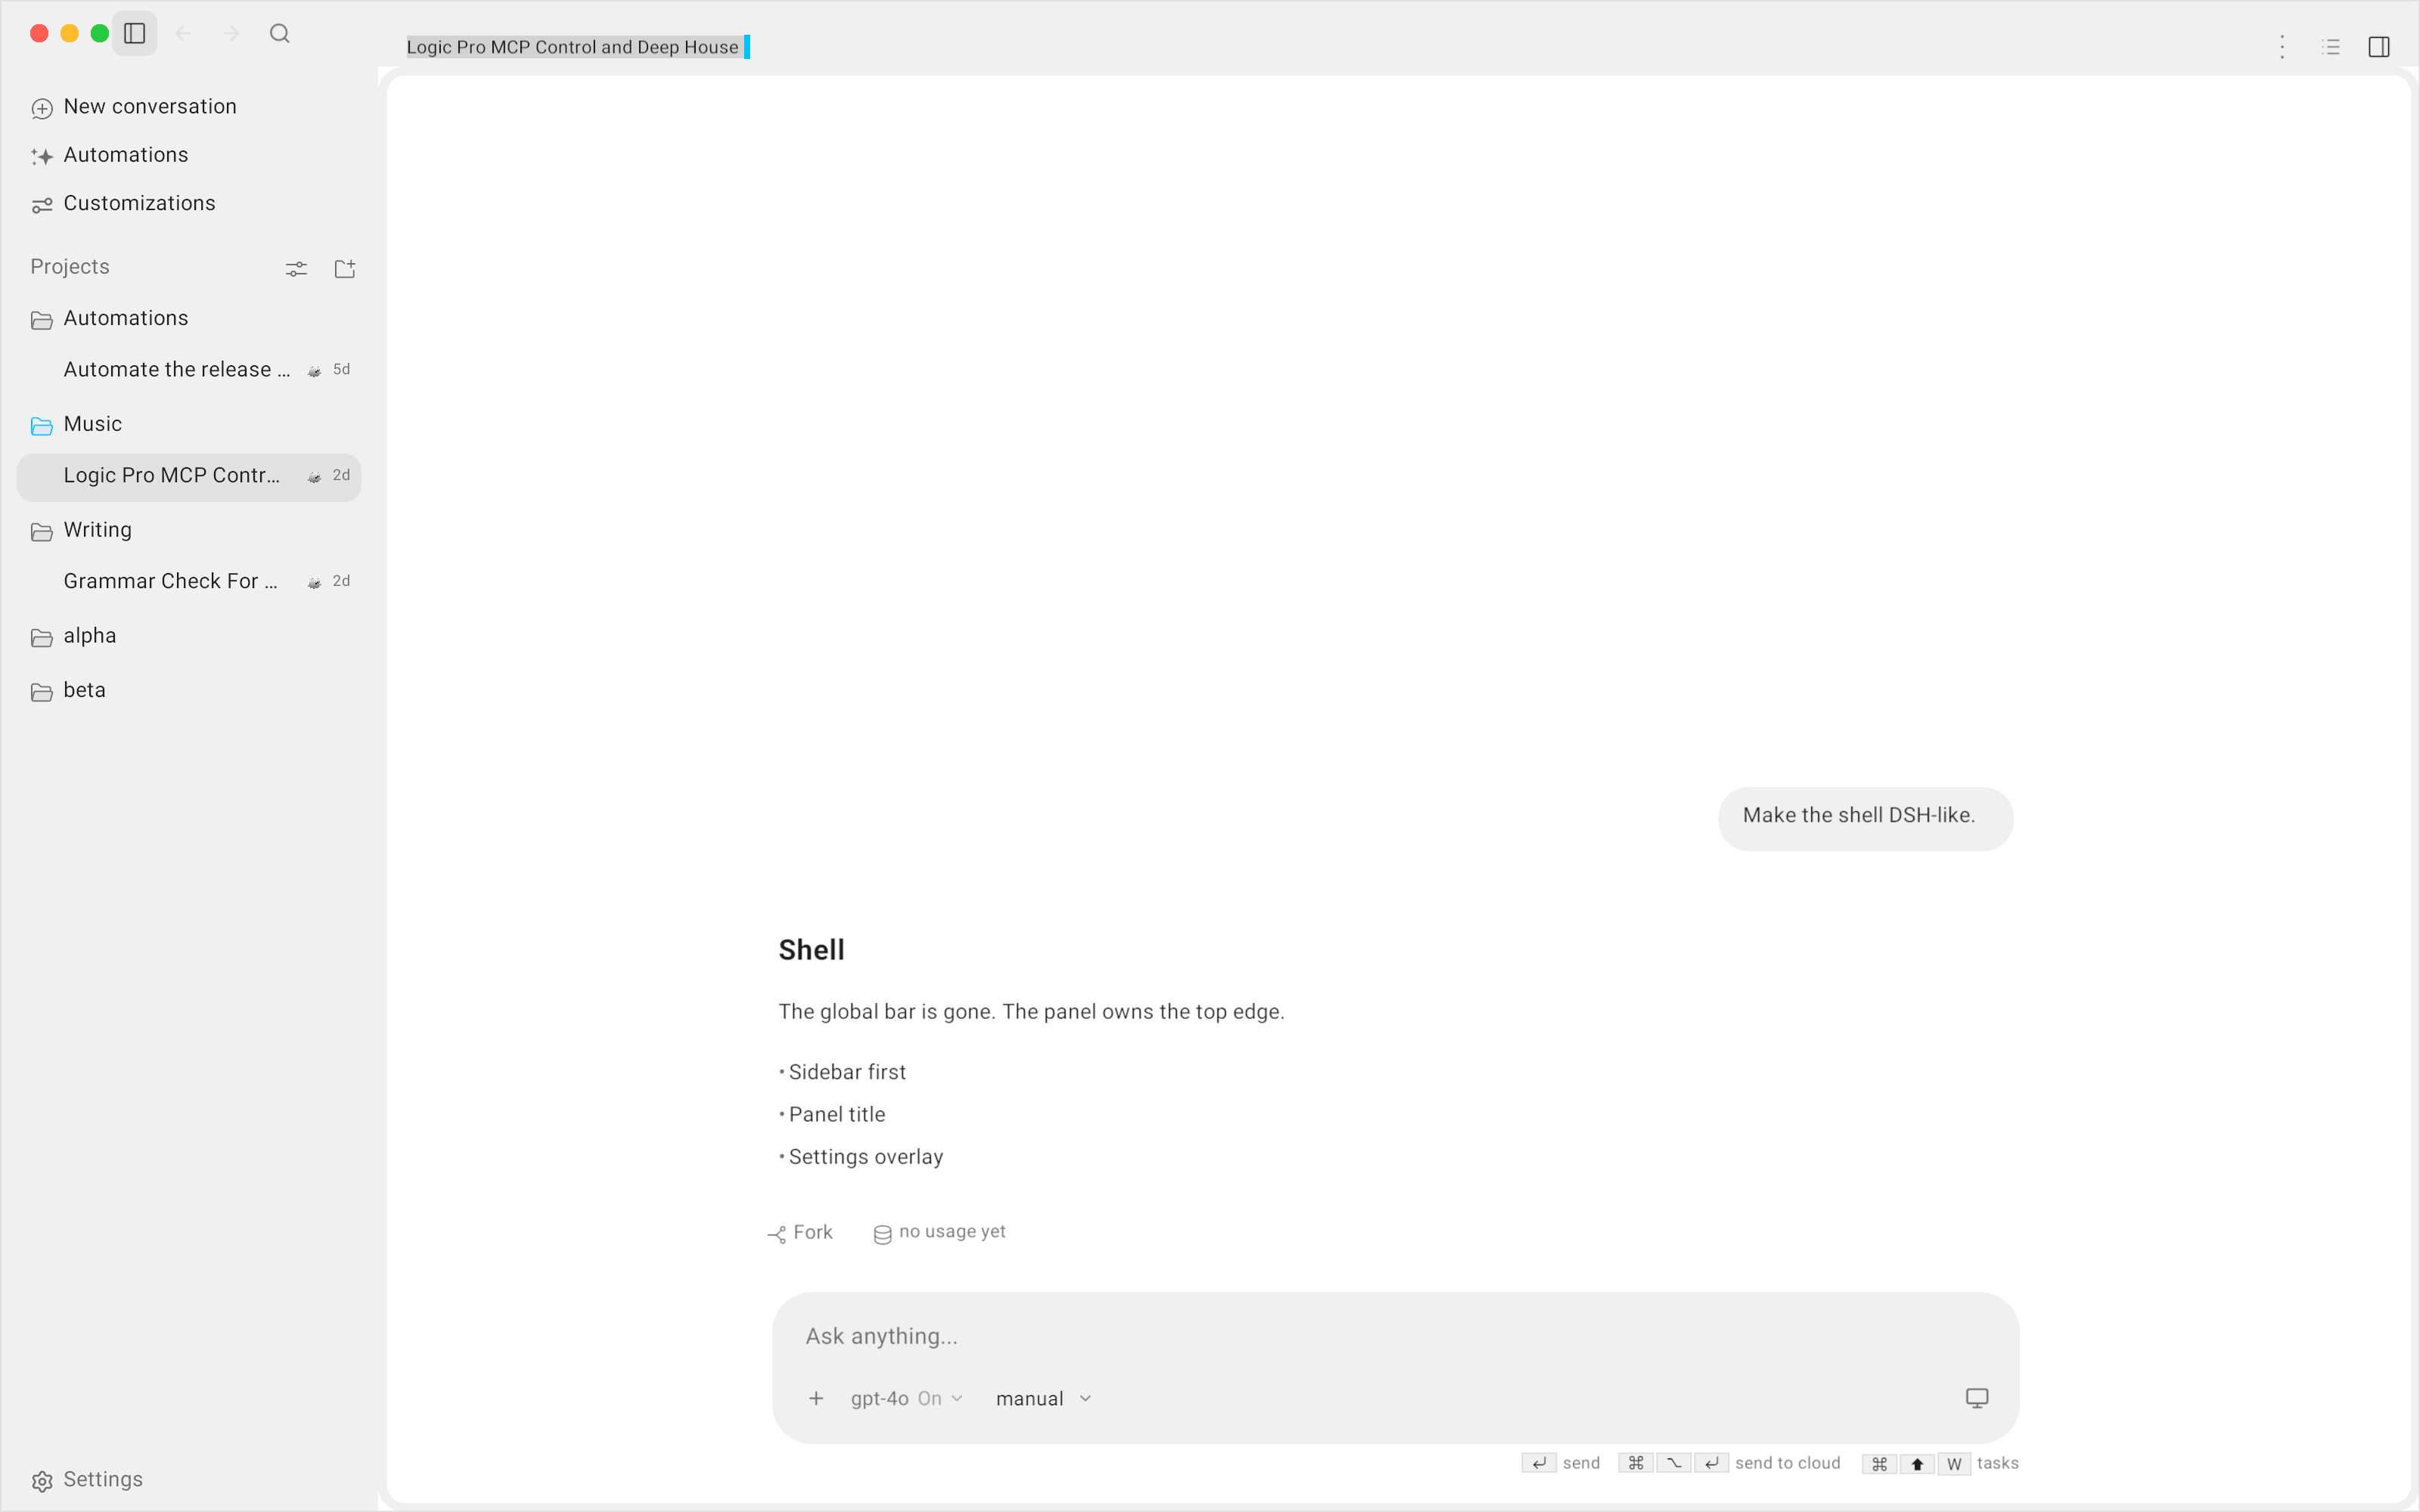 Logic Pro MCP Control and Deep House
New conversation
Automations
Customizations
Projects
Automations
Automate the release ... 5d
Music
Logic Pro MCP Contr... 2d
Writing
Grammar Check For ... 2d
alpha
beta
Settings
Make the shell DSH-like.
Shell
The global bar is gone. The panel owns the top edge.
• Sidebar first
• Panel title
• Settings overlay
Fork no usage yet
Ask anything...
gpt-4o On manual
send ⌘ ⌥ send to cloud ⌘ W tasks